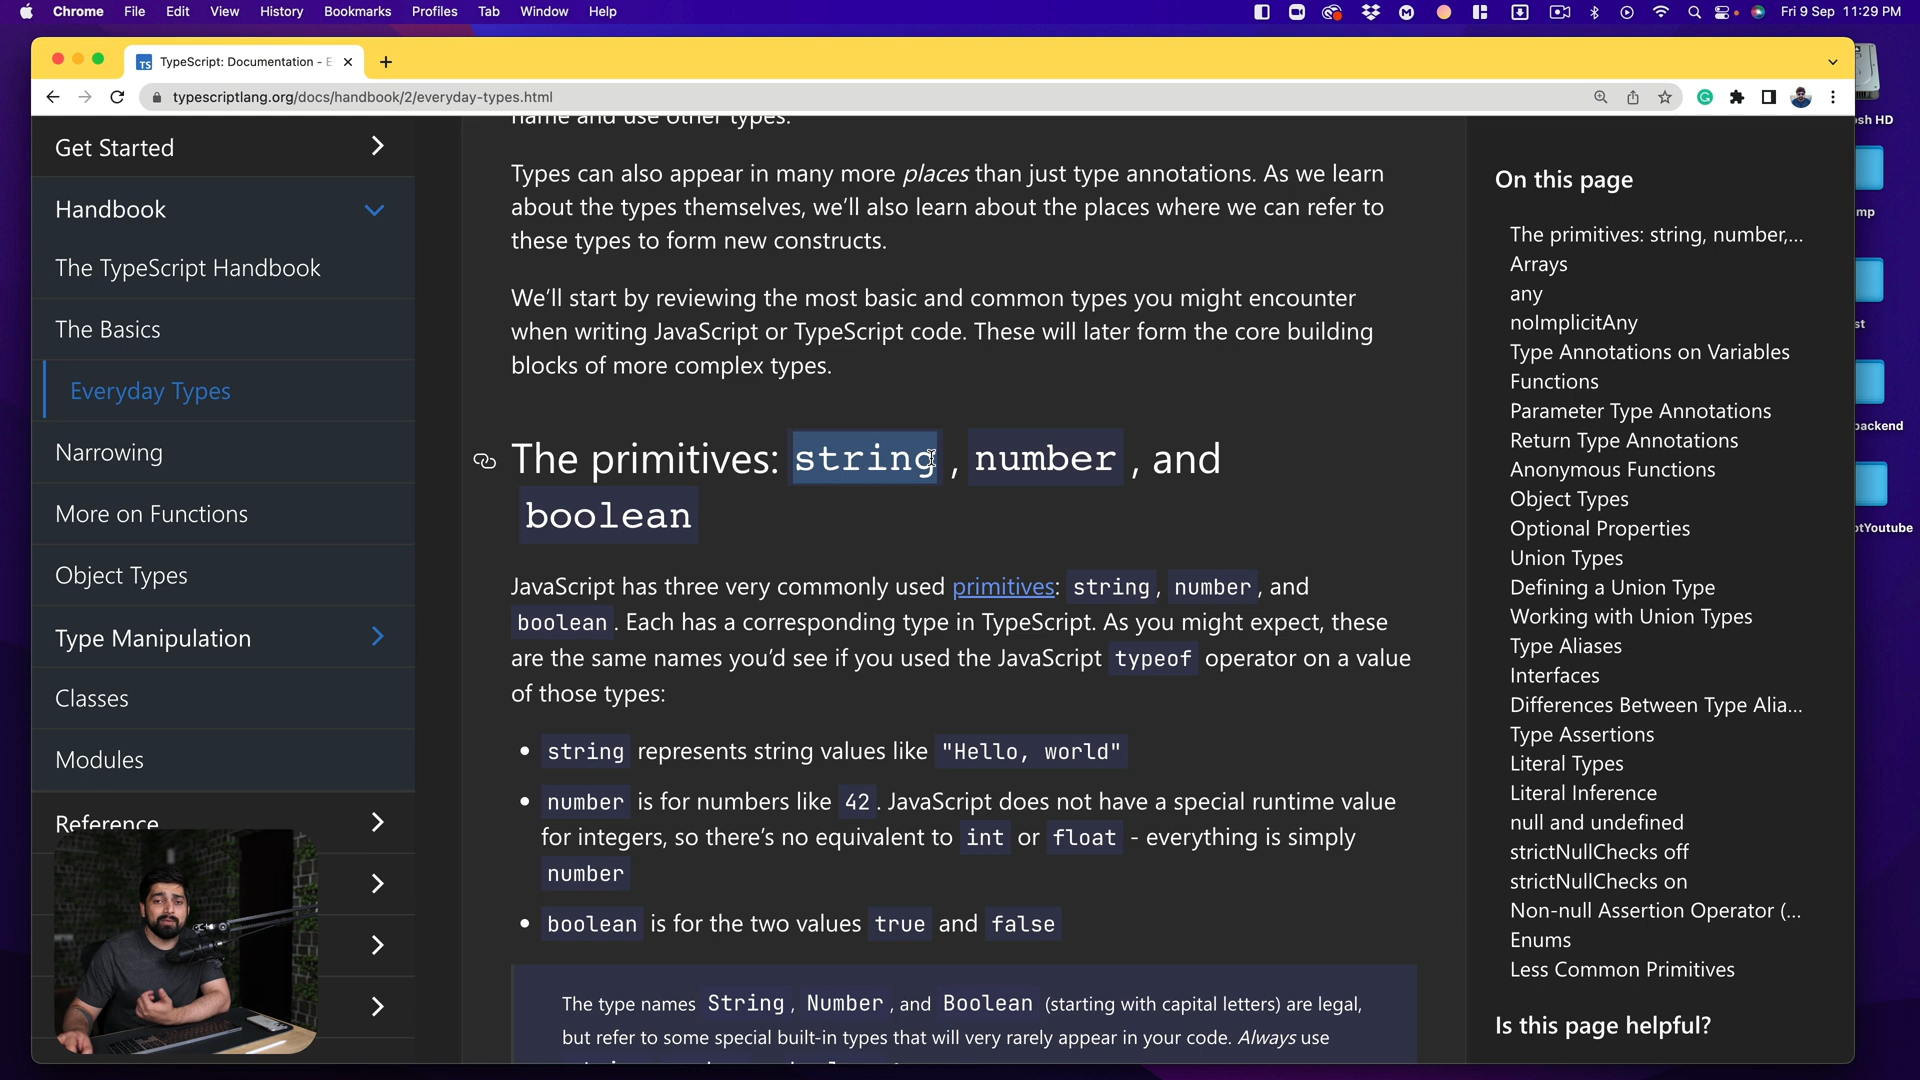 Chrome File Edit View History Bookmarks Profiles Tab Window Help Fri 9 Sep 11:29 PM
TypeScript: Documentation - E
typescriptlang.org/docs/handbook/2/everyday-types.html
Get Started
Handbook
The TypeScript Handbook
The Basics
Everyday Types
Narrowing
More on Functions
Object Types
Type Manipulation
Classes
Modules
Reference
name and use other types.
Types can also appear in many more places than just type annotations. As we learn
about the types themselves, we'll also learn about the places where we can refer to
these types to form new constructs.
We'll start by reviewing the most basic and common types you might encounter
when writing JavaScript or TypeScript code. These will later form the core building
blocks of more complex types.
The primitives: string, number, and
boolean
JavaScript has three very commonly used primitives: string, number, and
boolean. Each has a corresponding type in TypeScript. As you might expect, these
are the same names you'd see if you used the JavaScript typeof operator on a value
of those types:
• string represents string values like "Hello, world"
• number is for numbers like 42. JavaScript does not have a special runtime value
for integers, so there's no equivalent to int or float - everything is simply
number
• boolean is for the two values true and false
The type names String, Number, and Boolean (starting with capital letters) are legal,
but refer to some special built-in types that will very rarely appear in your code. Always use
On this page
The primitives: string, number,...
Arrays
any
noImplicitAny
Type Annotations on Variables
Functions
Parameter Type Annotations
Return Type Annotations
Anonymous Functions
Object Types
Optional Properties
Union Types
Defining a Union Type
Working with Union Types
Type Aliases
Interfaces
Differences Between Type Alia...
Type Assertions
Literal Types
Literal Inference
null and undefined
strictNullChecks off
strictNullChecks on
Non-null Assertion Operator (...
Enums
Less Common Primitives
Is this page helpful?
sh HD
mp
st
backend
otYoutube